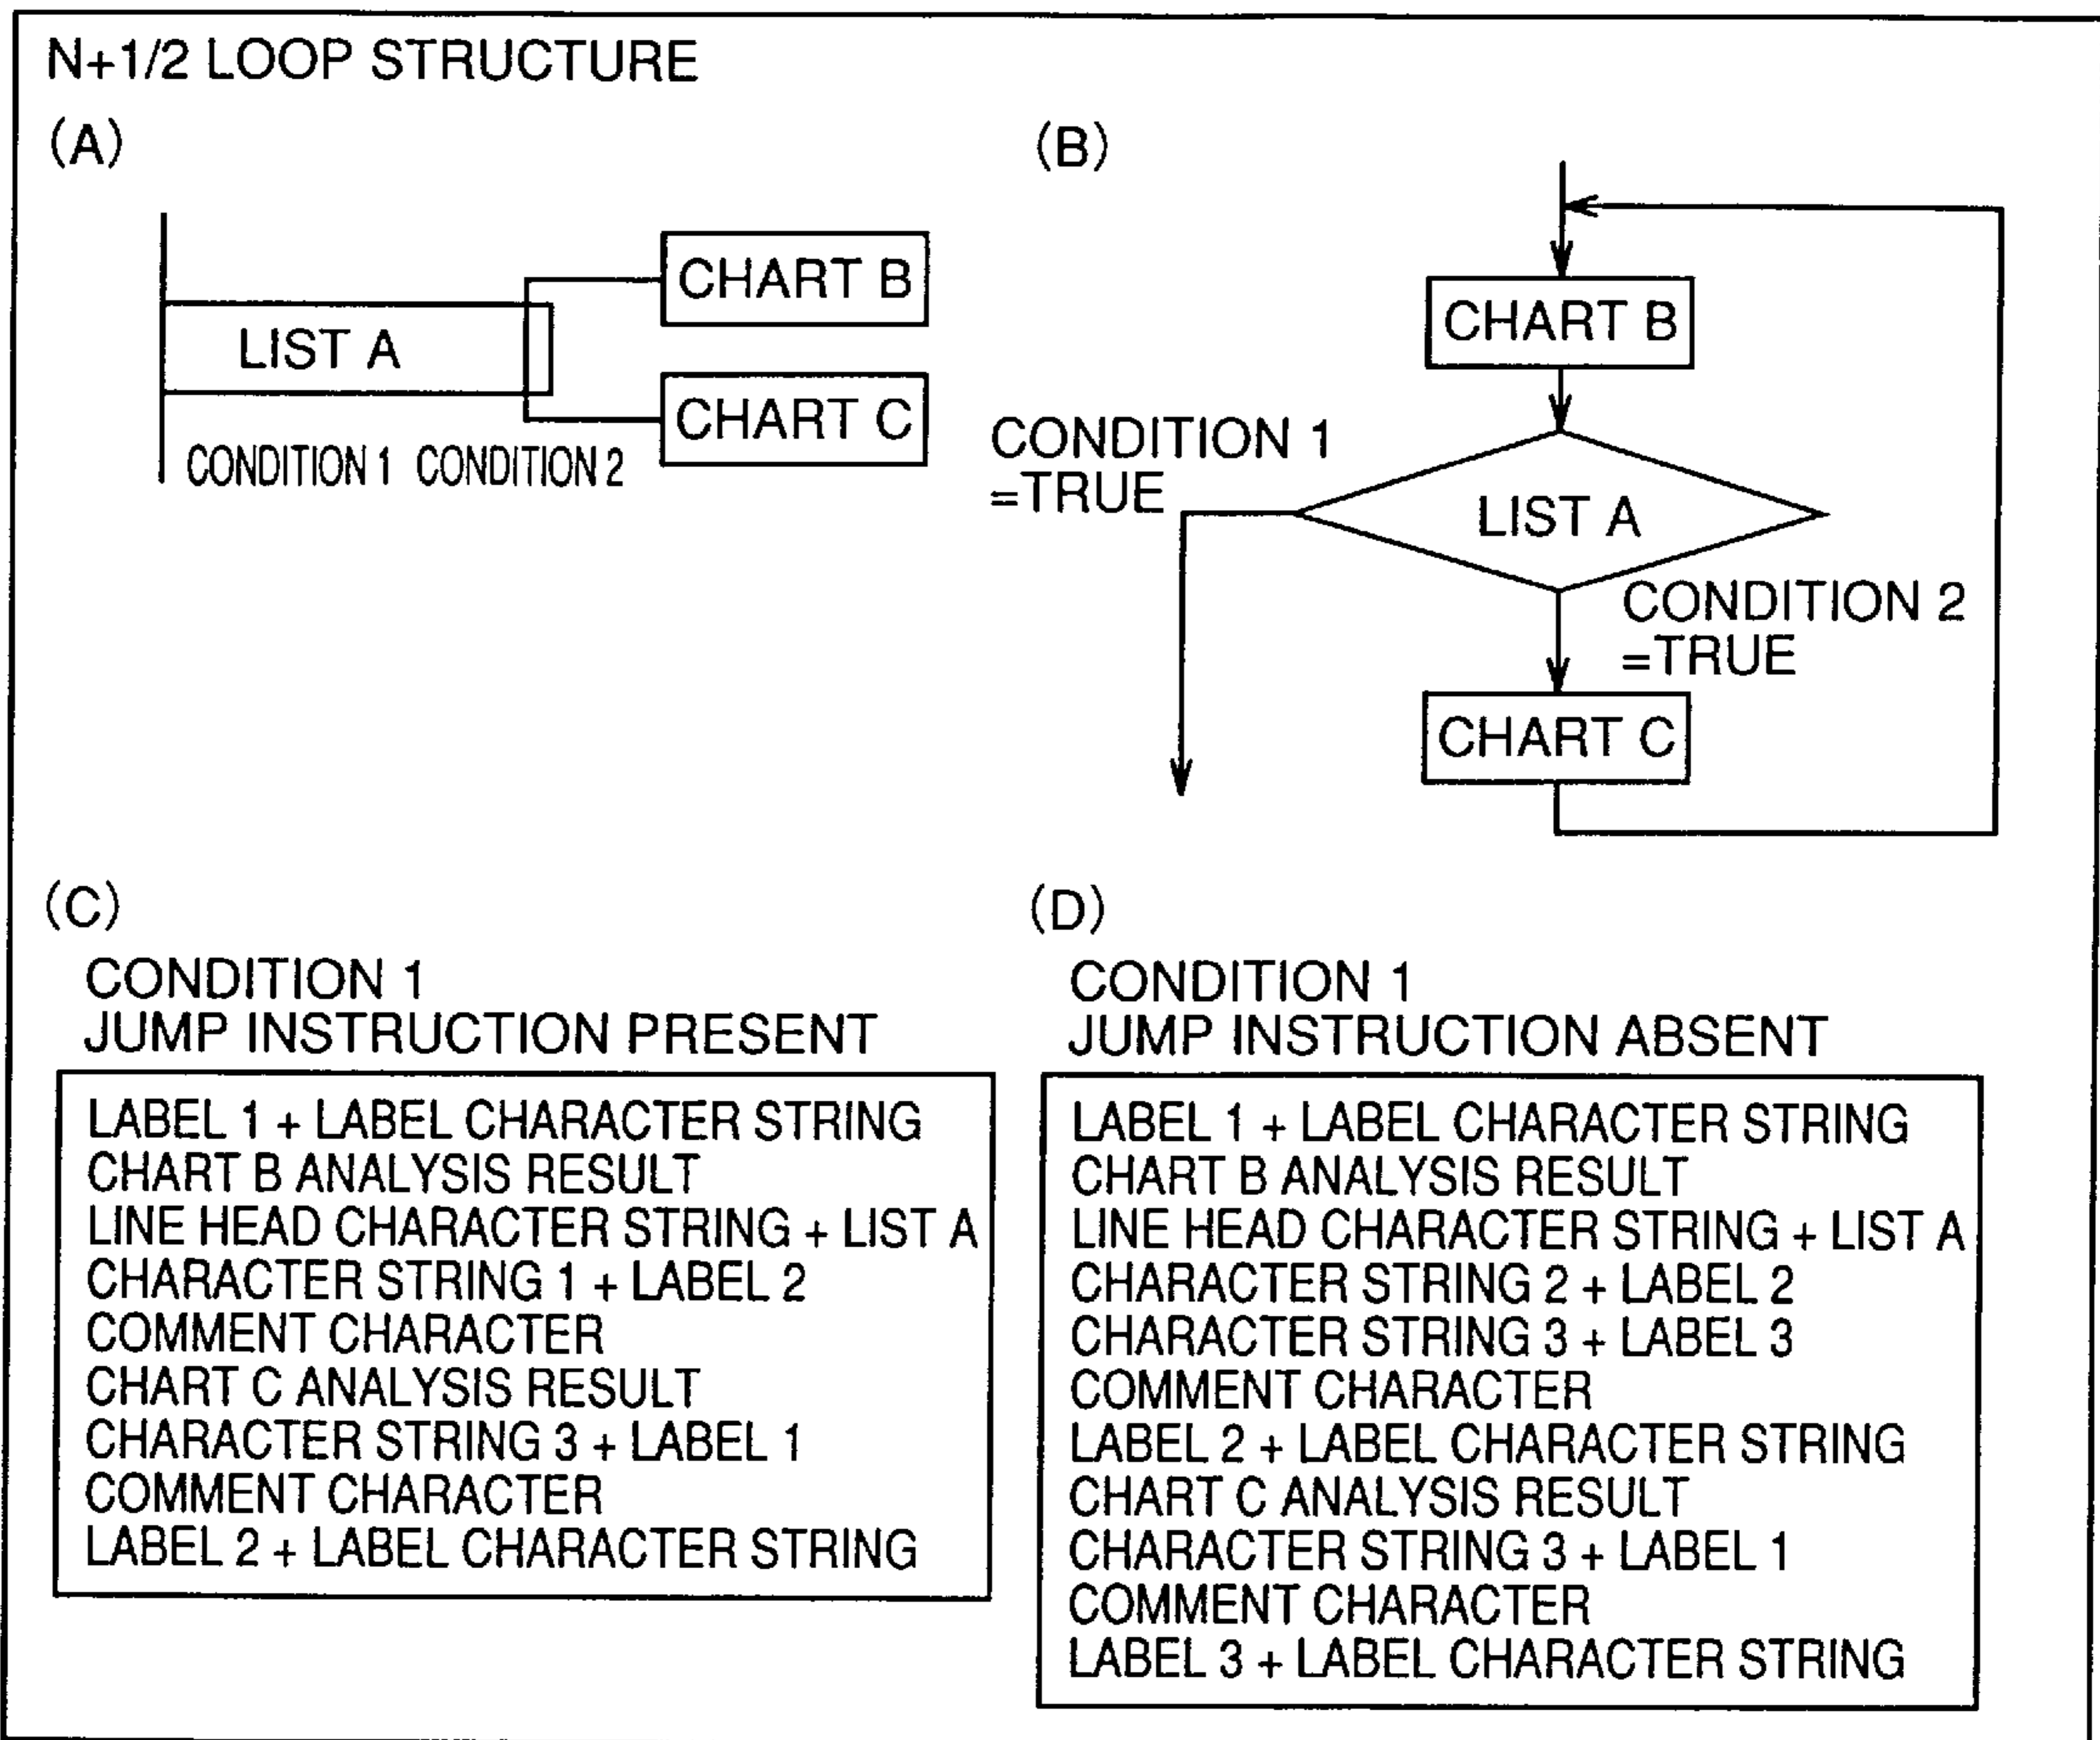 N+1/2 LOOP STRUCTURE
(A)
CHART B
LIST A
CHART C
CONDITION 1 CONDITION 2
(B)
CHART B
CONDITION 1
=TRUE
LIST A
CONDITION 2
=TRUE
CHART C
(C)
CONDITION 1
JUMP INSTRUCTION PRESENT
LABEL 1 + LABEL CHARACTER STRING
CHART B ANALYSIS RESULT
LINE HEAD CHARACTER STRING + LIST A
CHARACTER STRING 1 + LABEL 2
COMMENT CHARACTER
CHART C ANALYSIS RESULT
CHARACTER STRING 3 + LABEL 1
COMMENT CHARACTER
LABEL 2 + LABEL CHARACTER STRING
(D)
CONDITION 1
JUMP INSTRUCTION ABSENT
LABEL 1 + LABEL CHARACTER STRING
CHART B ANALYSIS RESULT
LINE HEAD CHARACTER STRING + LIST A
CHARACTER STRING 2 + LABEL 2
CHARACTER STRING 3 + LABEL 3
COMMENT CHARACTER
LABEL 2 + LABEL CHARACTER STRING
CHART C ANALYSIS RESULT
CHARACTER STRING 3 + LABEL 1
COMMENT CHARACTER
LABEL 3 + LABEL CHARACTER STRING